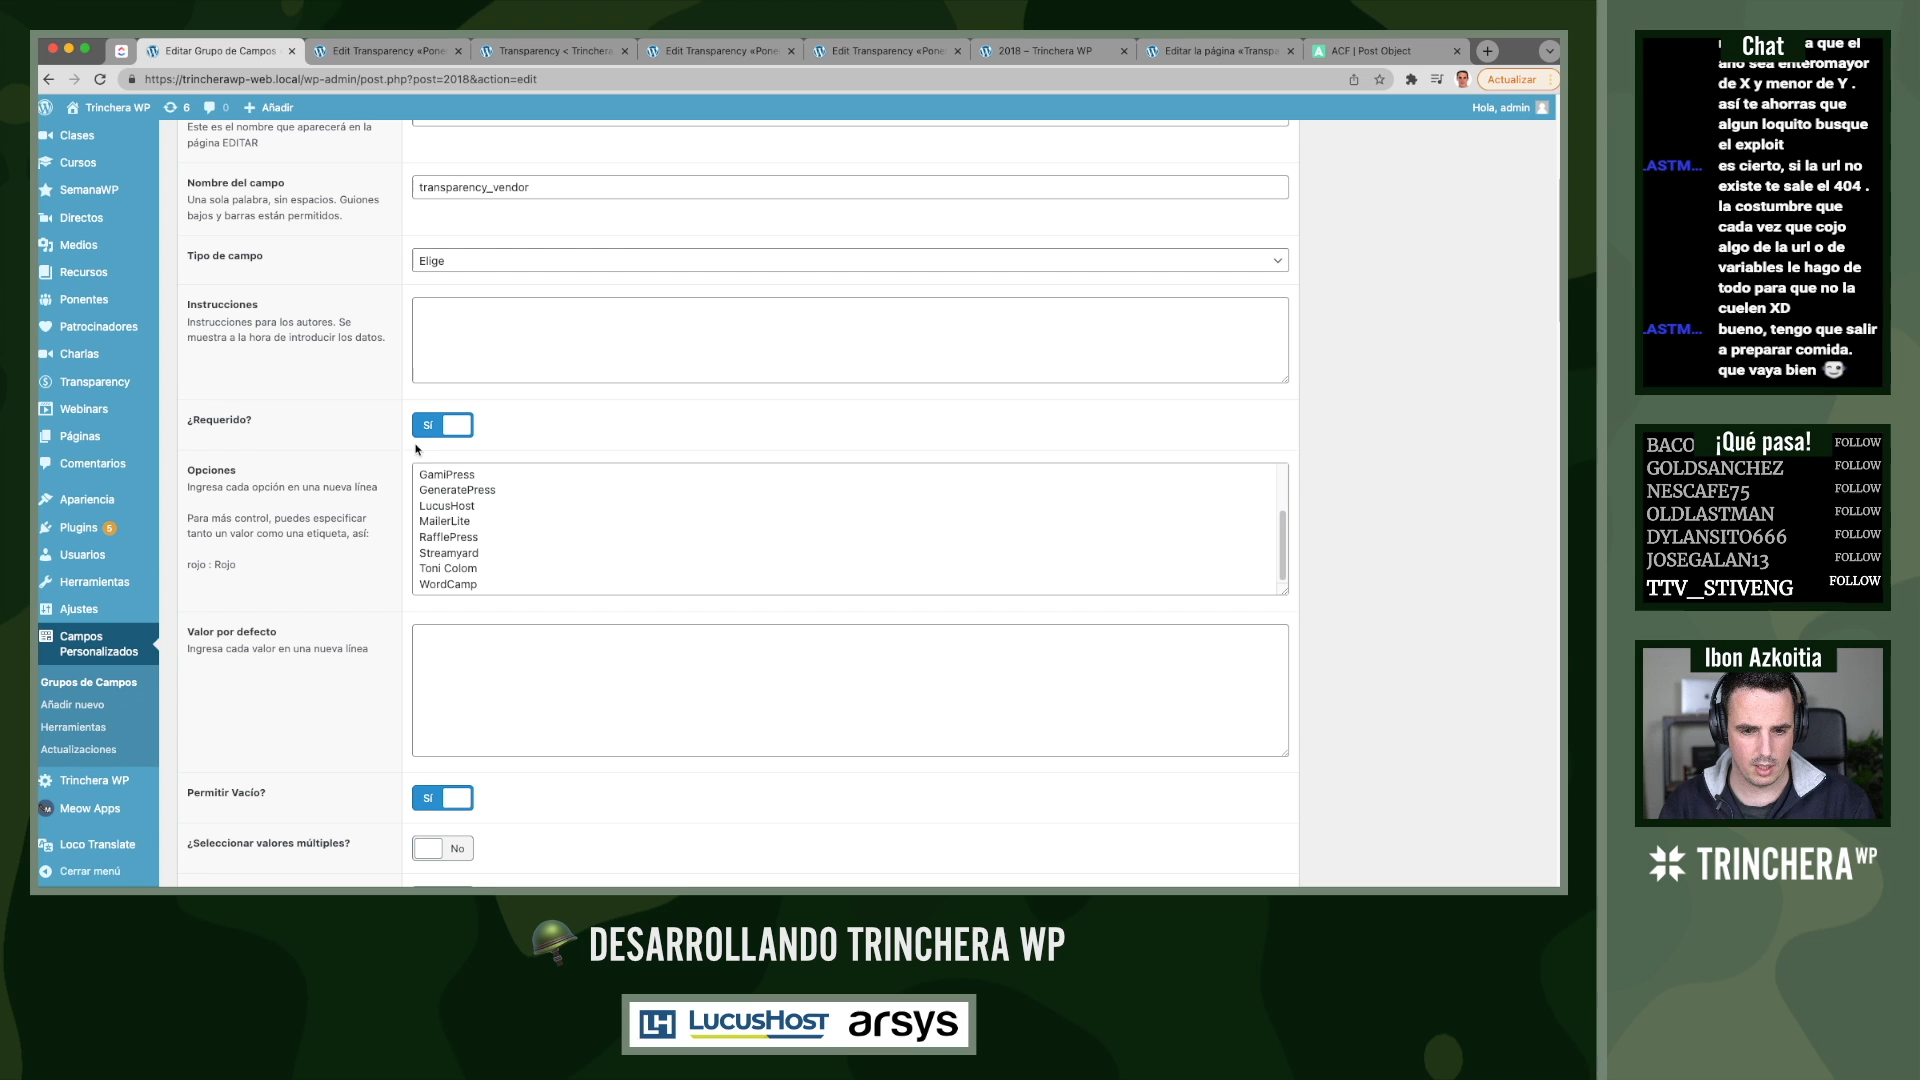 Editar Grupo de Campos
Edit Transparency «Pone
Transparency < Trinchera
Edit Transparency «Pone
Edit Transparency «Pone
2018 – Trinchera WP
Editar la página «Transpa
ACF | Post Object
https://trincherawp-web.local/wp-admin/post.php?post=2018&action=edit
Actualizar
Trinchera WP
6
0
Añadir
Hola, admin
Clases
Cursos
SemanaWP
Directos
Medios
Recursos
Ponentes
Patrocinadores
Charlas
Transparency
Webinars
Páginas
Comentarios
Apariencia
Plugins 5
Usuarios
Herramientas
Ajustes
Campos
Personalizados
Grupos de Campos
Añadir nuevo
Herramientas
Actualizaciones
Trinchera WP
Meow Apps
Loco Translate
Cerrar menú
Este es el nombre que aparecerá en la
página EDITAR
Nombre del campo
Una sola palabra, sin espacios. Guiones
bajos y barras están permitidos.
transparency_vendor
Tipo de campo
Elige
Instrucciones
Instrucciones para los autores. Se
muestra a la hora de introducir los datos.
¿Requerido?
Sí
Opciones
Ingresa cada opción en una nueva línea
Para más control, puedes especificar
tanto un valor como una etiqueta, así:
rojo : Rojo
GamiPress
GeneratePress
LucusHost
MailerLite
RafflePress
Streamyard
Toni Colom
WordCamp
Valor por defecto
Ingresa cada valor en una nueva línea
Permitir Vacío?
Sí
¿Seleccionar valores múltiples?
No
Chat
a que el
ano sea enteromayor
de X y menor de Y .
así te ahorras que
algun loquito busque
el exploit
.ASTM... es cierto, si la url no
existe te sale el 404 .
la costumbre que
cada vez que cojo
algo de la url o de
variables le hago de
todo para que no la
cuelen XD
.ASTM... bueno, tengo que salir
a preparar comida.
que vaya bien
¡Qué pasa!
BACO FOLLOW
GOLDSANCHEZ FOLLOW
NESCAFE75 FOLLOW
OLDLASTMAN FOLLOW
DYLANSITO666 FOLLOW
JOSEGALAN13 FOLLOW
TTV_STIVENG FOLLOW
Ibon Azkoitia
TRINCHERA WP
DESARROLLANDO TRINCHERA WP
LH LUCUSHOST arsys